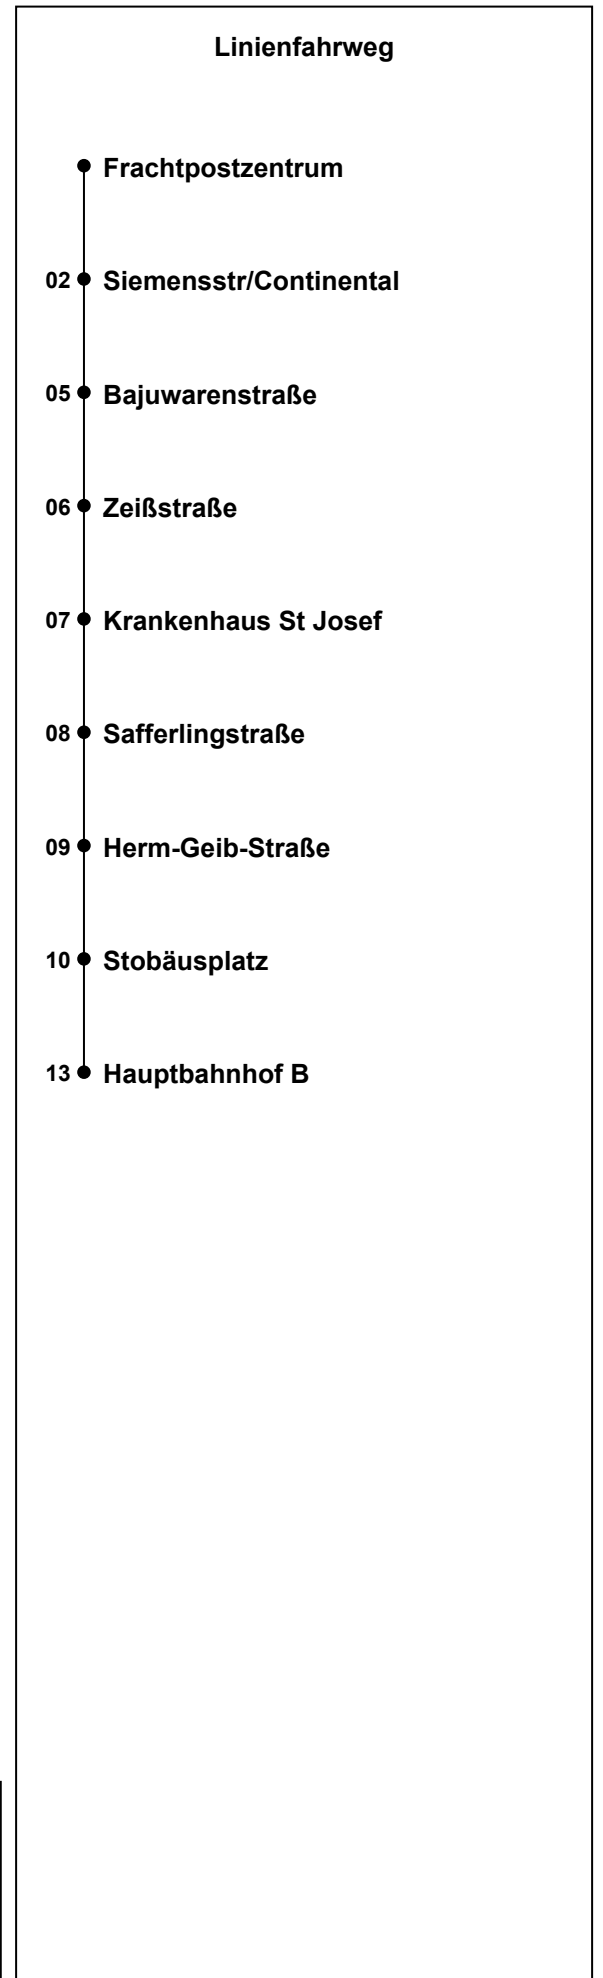 Linienfahrweg
Frachtpostzentrum
02 Siemensstr/Continental
05 Bajuwarenstraße
06 Zeißstraße
07 Krankenhaus St Josef
08 Safferlingstraße
09 Herm-Geib-Straße
10 Stobäusplatz
13 Hauptbahnhof B